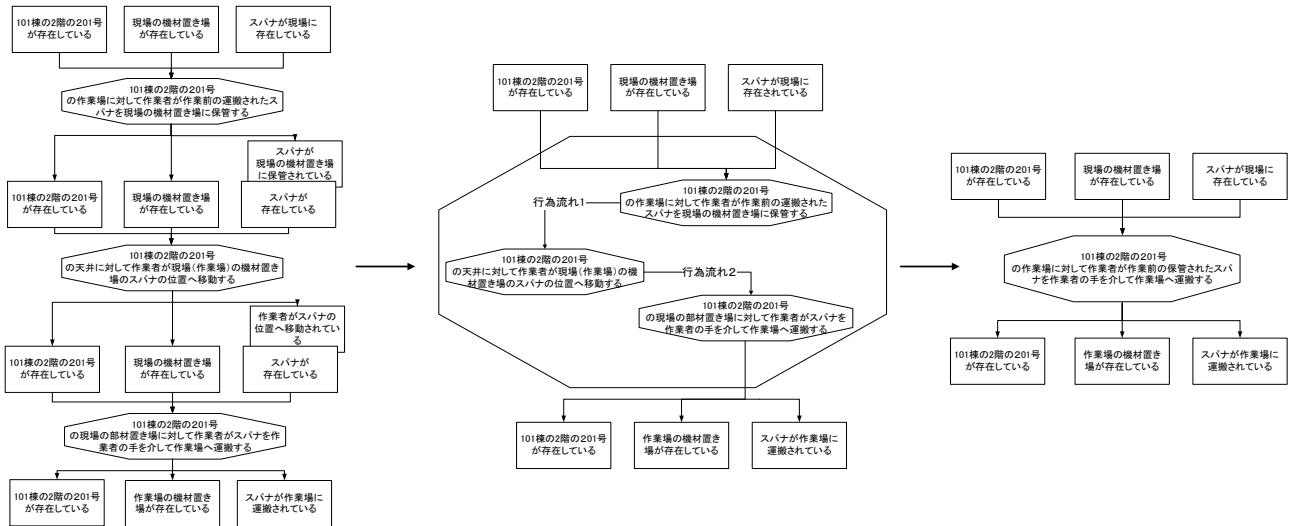 101棟の2階の201号
が存在している
現場の機材置き場
が存在している
スパナが現場に
存在している
101棟の2階の201号
の作業場に対して作業者が作業前の運搬されたス
パナを現場の機材置き場に保管する
スパナが
現場の機材置き場
に保管されている
101棟の2階の201号
が存在している
現場の機材置き場
が存在している
スパナが
存在している
101棟の2階の201号
の天井に対して作業者が現場(作業場)の機材置き
場のスパナの位置へ移動する
作業者がスパナの
位置へ移動されてい
る
101棟の2階の201号
が存在している
現場の機材置き場
が存在している
スパナが
存在している
101棟の2階の201号
の現場の部材置き場に対して作業者がスパナを作
業者の手を介して作業場へ運搬する
101棟の2階の201号
が存在している
作業場の機材置き
場が存在している
スパナが作業場に
運搬されている
101棟の2階の201号
が存在している
現場の機材置き場
が存在している
スパナが現場に
存在されている
101棟の2階の201号
の作業場に対して作業者が作業前の運搬された
スパナを現場の機材置き場に保管する
行為流れ1
101棟の2階の201号
の天井に対して作業者が現場(作業場)の機
材置き場のスパナの位置へ移動する
行為流れ2
101棟の2階の201号
の現場の部材置き場に対して作業者がスパナを
作業者の手を介して作業場へ運搬する
101棟の2階の201号
が存在している
作業場の機材置き
場が存在している
スパナが作業場に
運搬されている
101棟の2階の201号
が存在している
現場の機材置き場
が存在している
スパナが現場に
存在している
101棟の2階の201号
の作業場に対して作業者が作業前の保管されたスパ
ナを作業者の手を介して作業場へ運搬する
101棟の2階の201号
が存在している
作業場の機材置き
場が存在している
スパナが作業場に
運搬されている